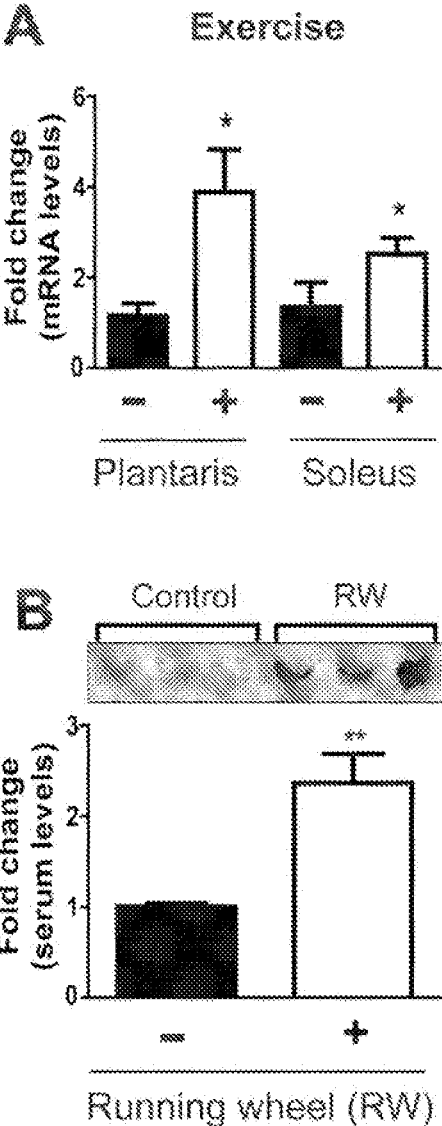 A Exercise
Fold change
(mRNA levels)
6
4
2
0
*
*
- + - +
Plantaris Soleus
B Control RW
Fold change
(serum levels)
3
2
1
0
**
- +
Running wheel (RW)